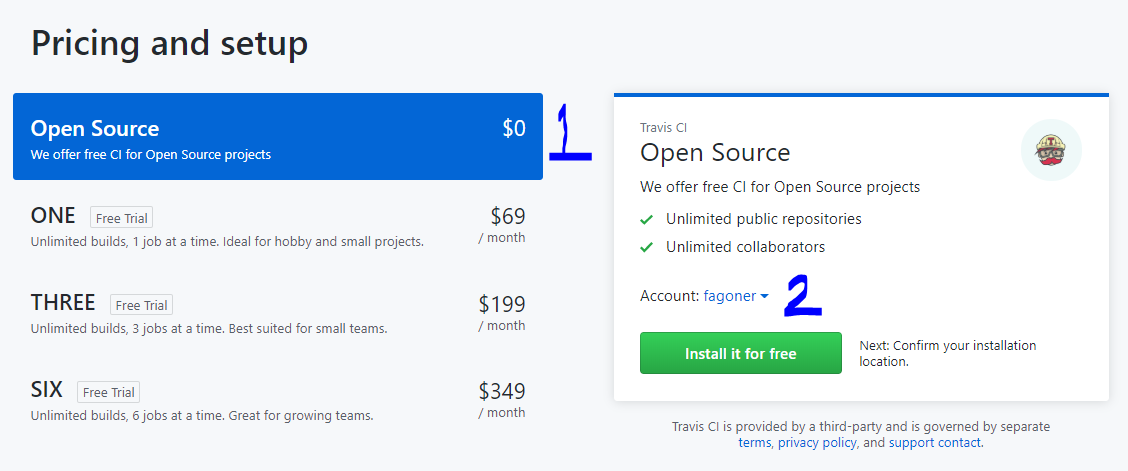 Pricing and setup
Open Source $0
We offer free CI for Open Source projects
1
ONE Free Trial $69
Unlimited builds, 1 job at a time. Ideal for hobby and small projects. / month
THREE Free Trial $199
Unlimited builds, 3 jobs at a time. Best suited for small teams. / month
SIX Free Trial $349
Unlimited builds, 6 jobs at a time. Great for growing teams. / month
Travis CI
Open Source
We offer free CI for Open Source projects
Unlimited public repositories
Unlimited collaborators
Account: fagoner
2
Install it for free
Next: Confirm your installation
location.
Travis CI is provided by a third-party and is governed by separate
terms, privacy policy, and support contact.